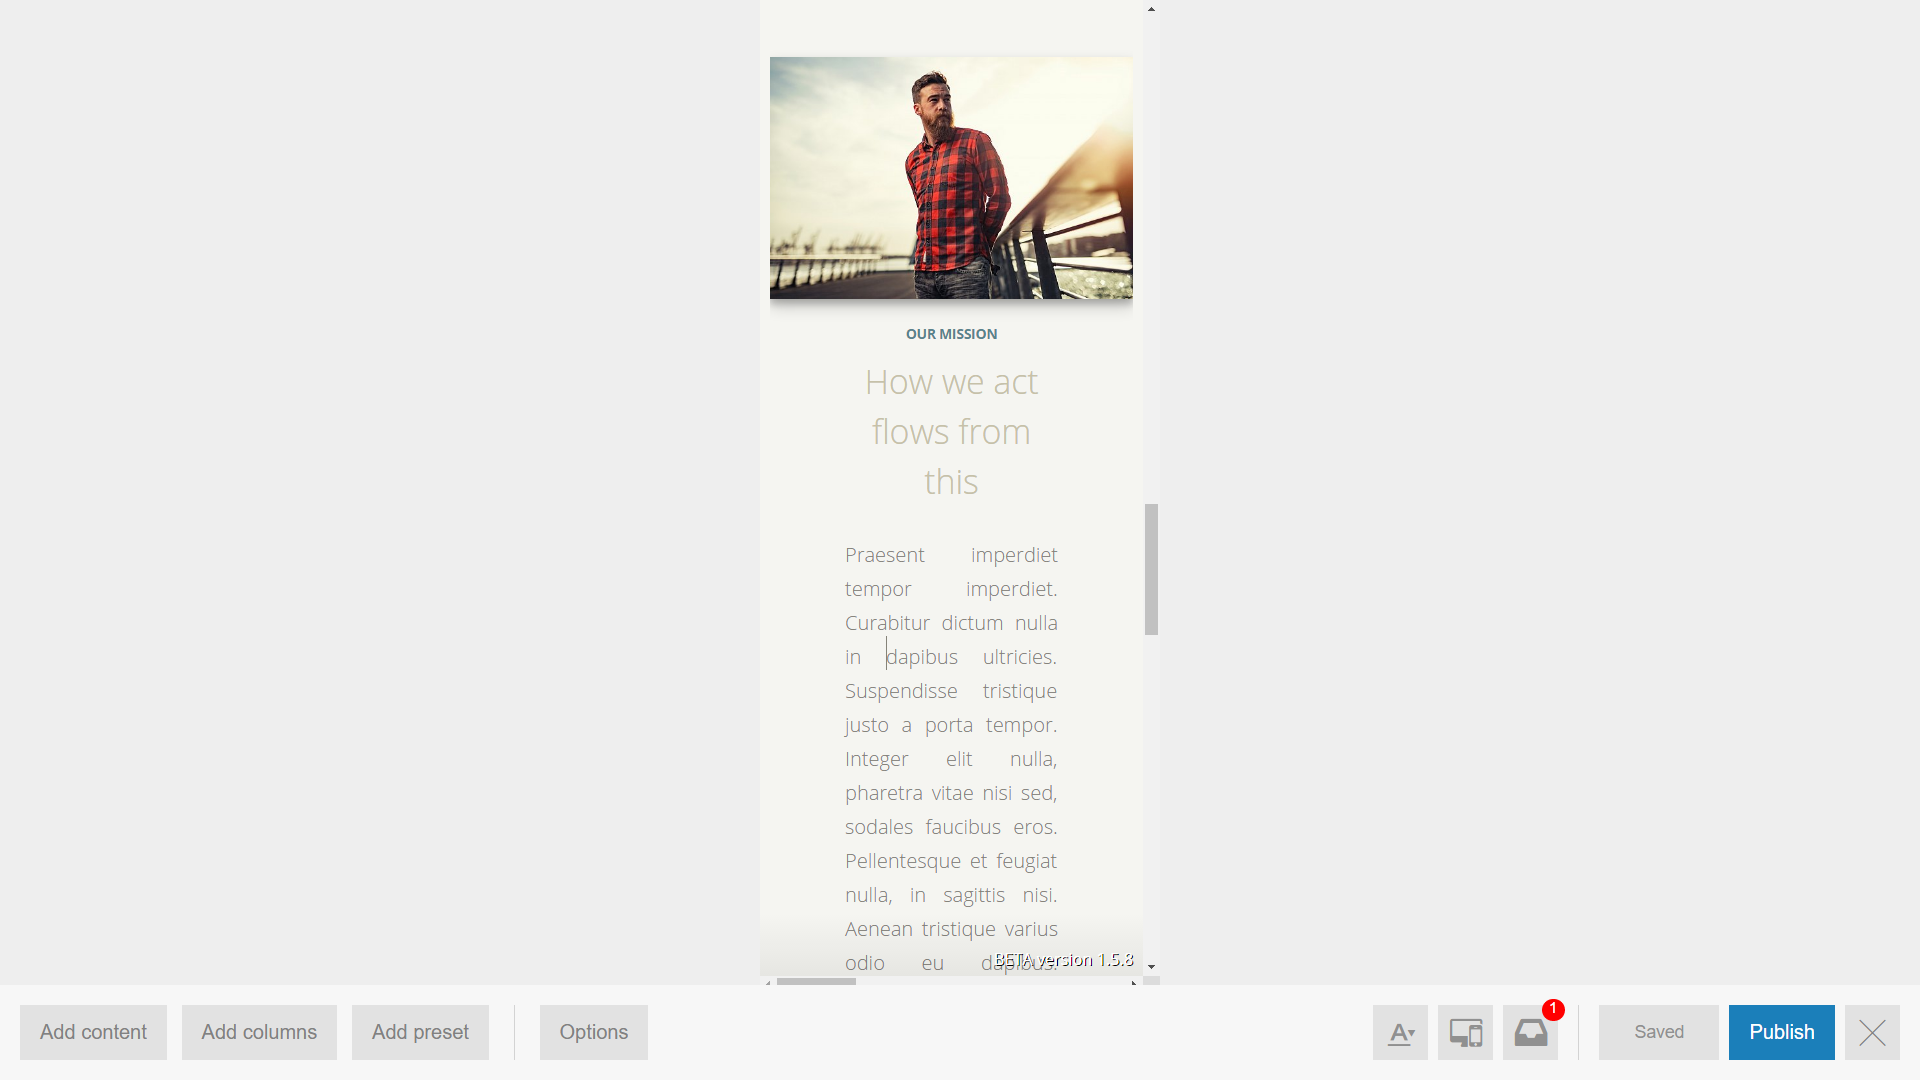 OUR MISSION
How we act
flows from
this
Praesent imperdiet
tempor imperdiet.
Curabitur dictum nulla
in dapibus ultricies.
Suspendisse tristique
justo a porta tempor.
Integer elit nulla,
pharetra vitae nisi sed,
sodales faucibus eros.
Pellentesque et feugiat
nulla, in sagittis nisi.
Aenean tristique varius
odio eu dapibus.
BETA version 1.5.8
Add content
Add columns
Add preset
Options
A
1
Saved
Publish